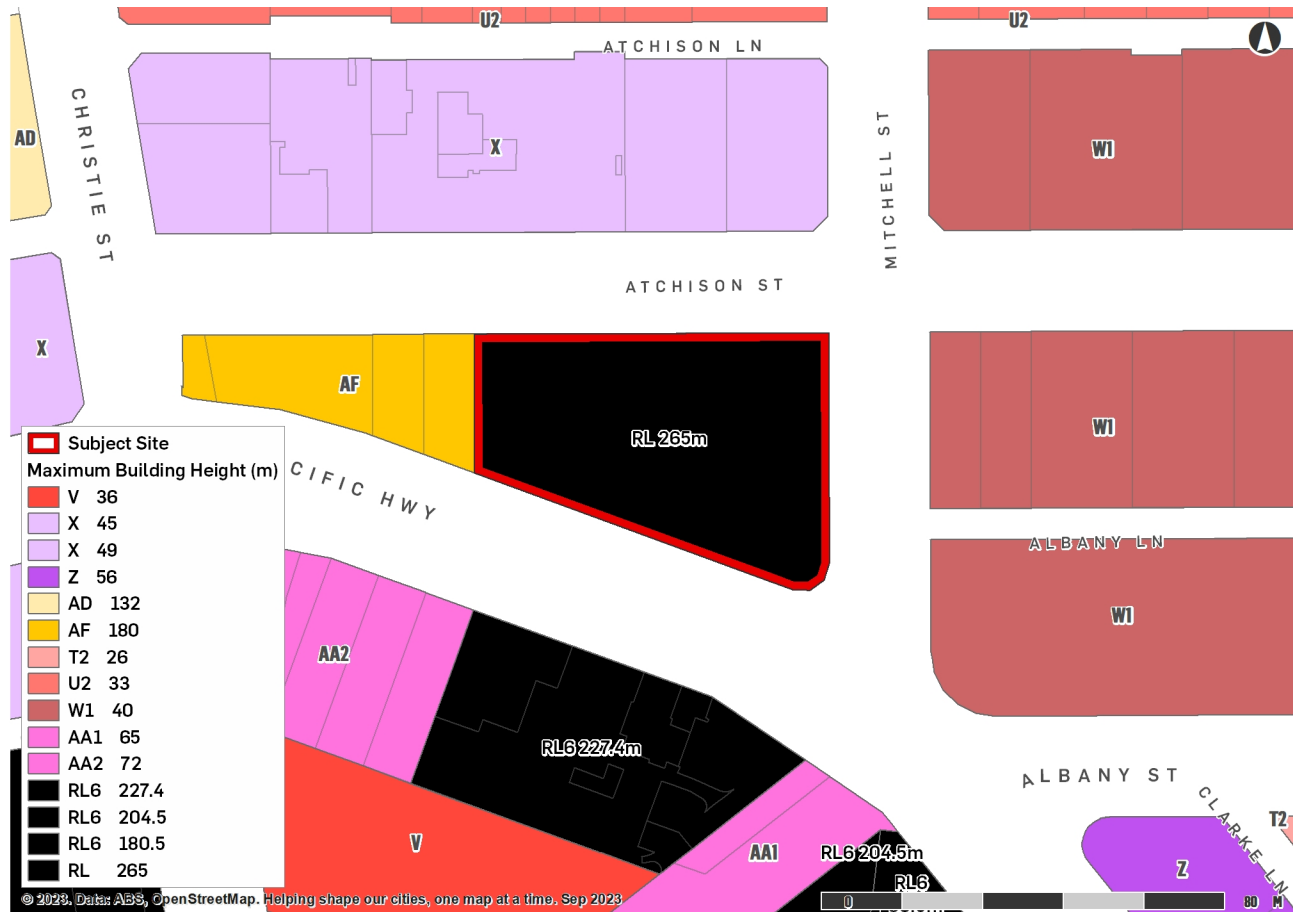 U2
U2
ATCHISON LN
CHRISTIE ST
AD
X
MITCHELL ST
W1
ATCHISON ST
X
AF
RL 265m
W1
Subject Site
Maximum Building Height (m)
V 36
X 45
X 49
Z 56
AD 132
AF 180
T2 26
U2 33
W1 40
AA1 65
AA2 72
RL6 227.4
RL6 204.5
RL6 180.5
RL 265
CIFIC HWY
ALBANY LN
W1
AA2
RL6 227.4m
ALBANY ST
CLARKE LN
T2
V
AA1
RL6 204.5m
RL6
Z
© 2023. Data: ABS, OpenStreetMap. Helping shape our cities, one map at a time. Sep 2023
0 80 M